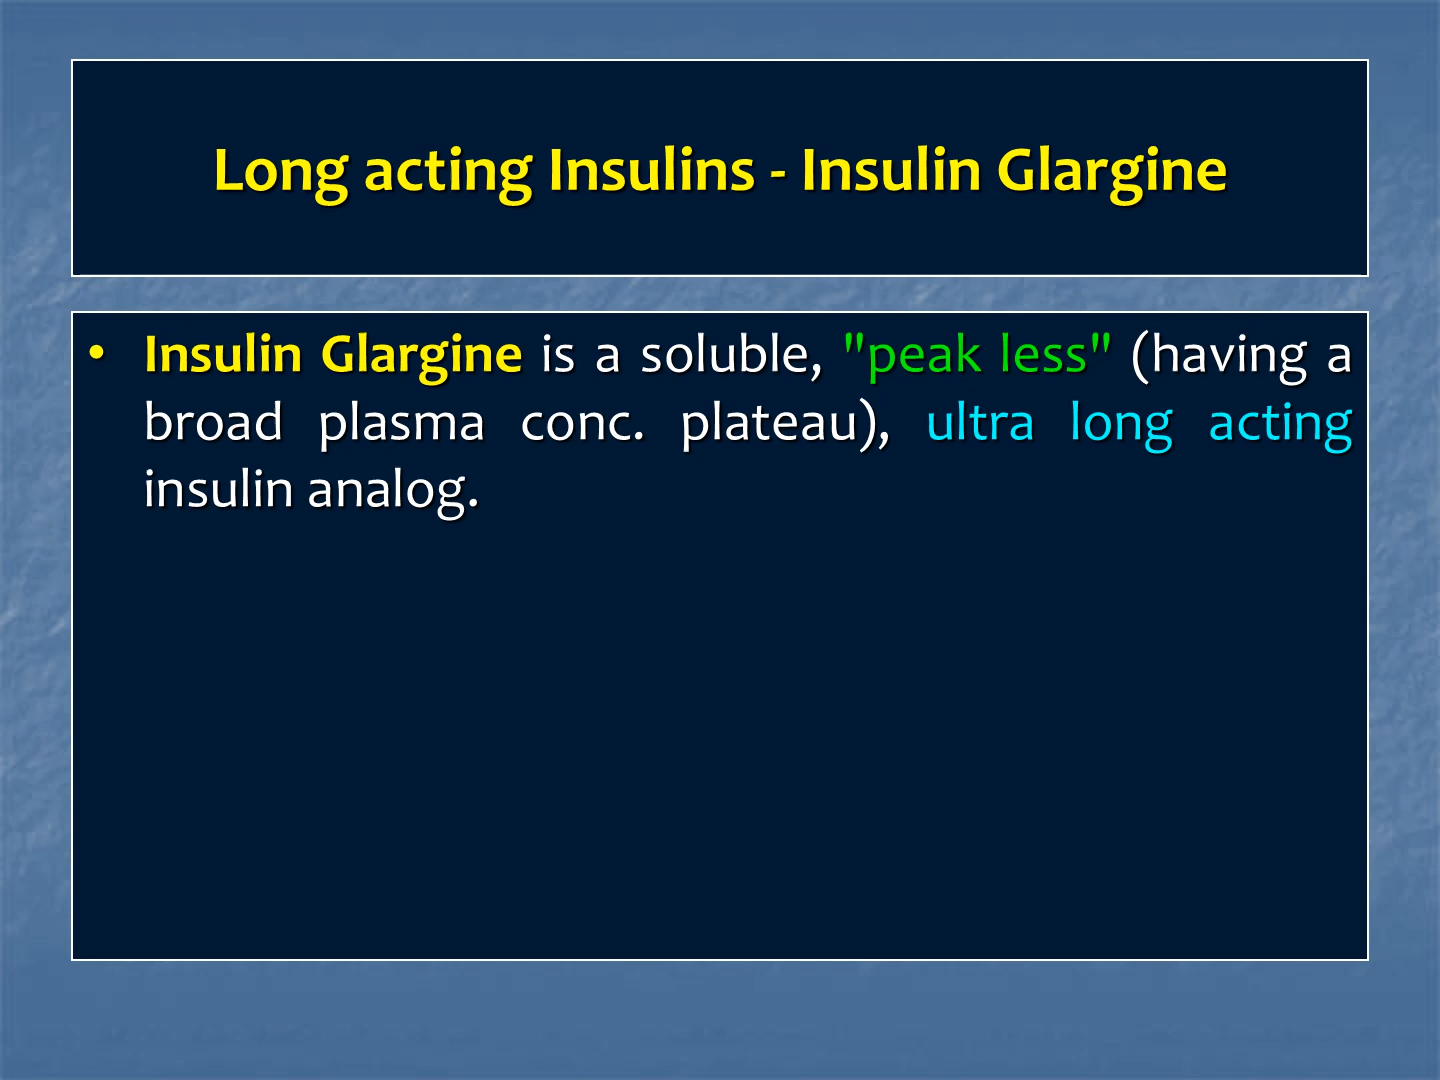 Long acting Insulins - Insulin Glargine
• Insulin Glargine is a soluble, "peak less" (having a
broad plasma conc. plateau), ultra long acting
insulin analog.